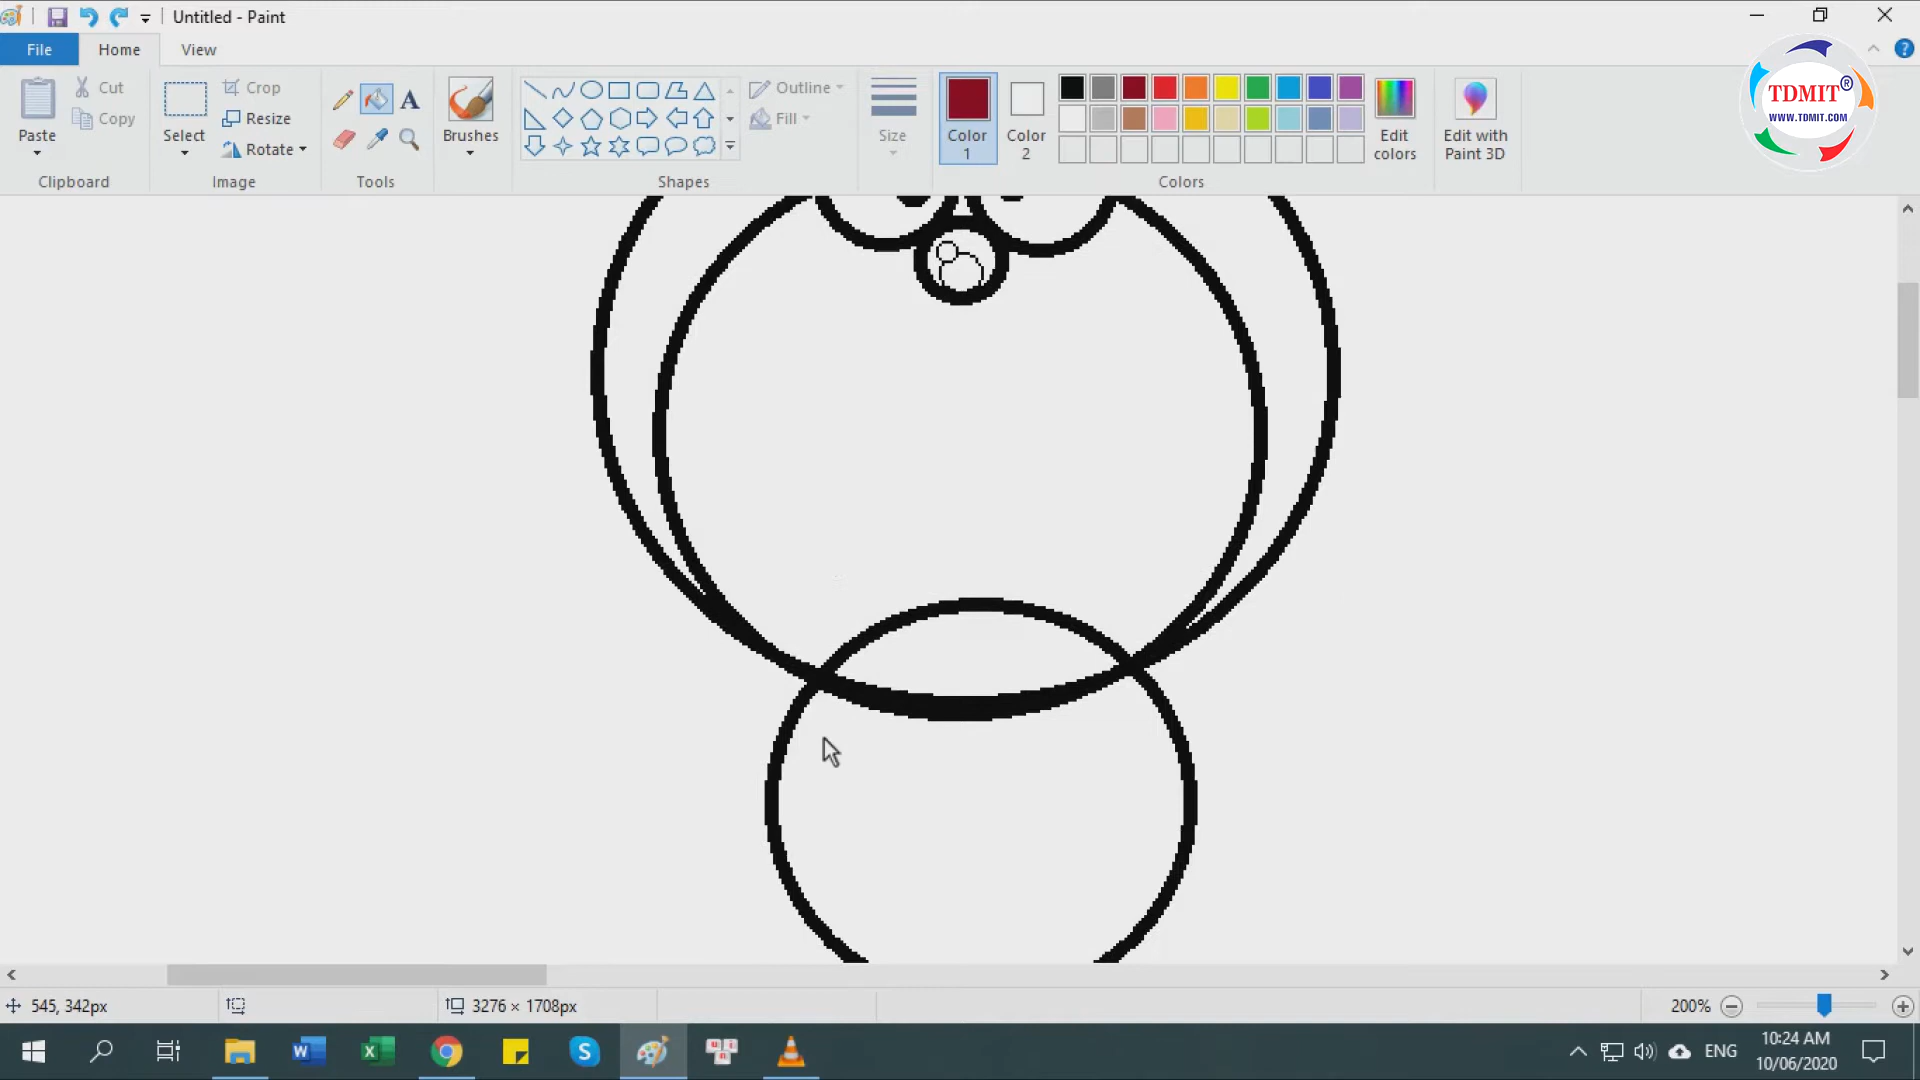 Untitled - Paint
File
Home
View
Paste
Cut
Copy
Clipboard
Select
Crop
Resize
Rotate
Image
A
Tools
Brushes
Shapes
Outline
Fill
Size
Color
1
Color
2
Edit
colors
Colors
Edit with
Paint 3D
?
TDMIT®
WWW.TDMIT.COM
545, 342px
3276 × 1708px
200%
W
X
S
u
i
n
ENG
10:24 AM
10/06/2020